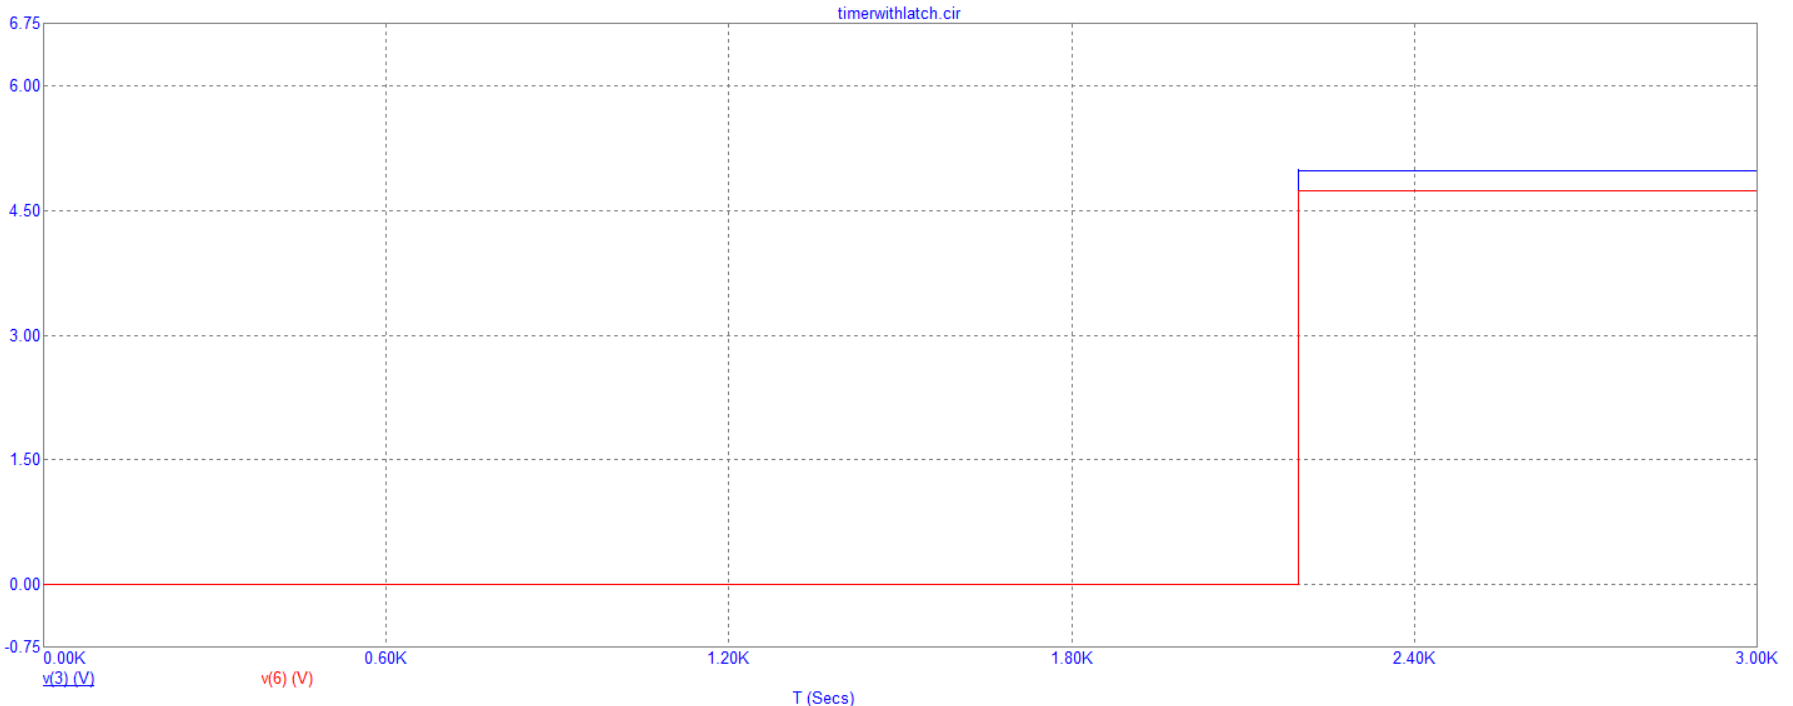 timerwithlatch.cir
6.75
6.00
4.50
3.00
1.50
0.00
-0.75
0.00K 0.60K 1.20K 1.80K 2.40K 3.00K
v(3) (V) v(6) (V)
T (Secs)